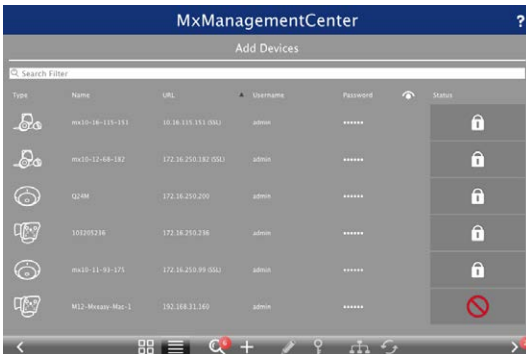 MxManagementCenter ?
Add Devices
Search Filter
Type Name URL Username Password Status
mx10-16-115-151 10.16.115.151 (SSL) admin ••••••
mx10-12-68-182 172.16.250.182 (SSL) admin ••••••
Q24M 172.16.250.200 admin ••••••
103205236 172.16.250.236 admin ••••••
mx10-11-93-175 172.16.250.99 (SSL) admin ••••••
M12-Mxeasy-Mac-1 192.168.31.160 admin ••••••
6